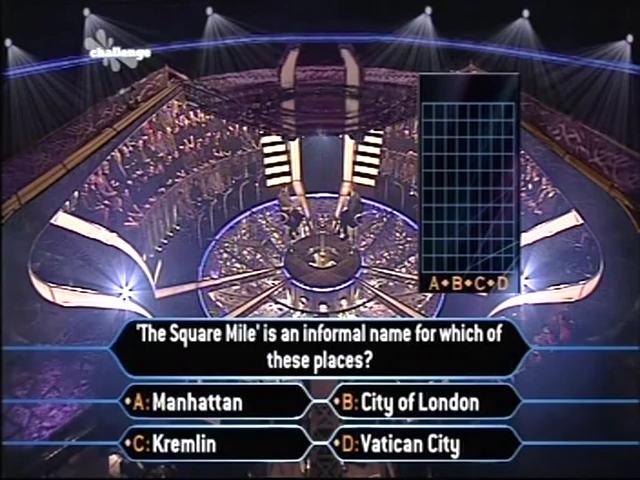 challenge
A♦B♦C♦D
'The Square Mile' is an informal name for which of
these places?
♦A: Manhattan
♦B: City of London
♦C: Kremlin
♦D: Vatican City